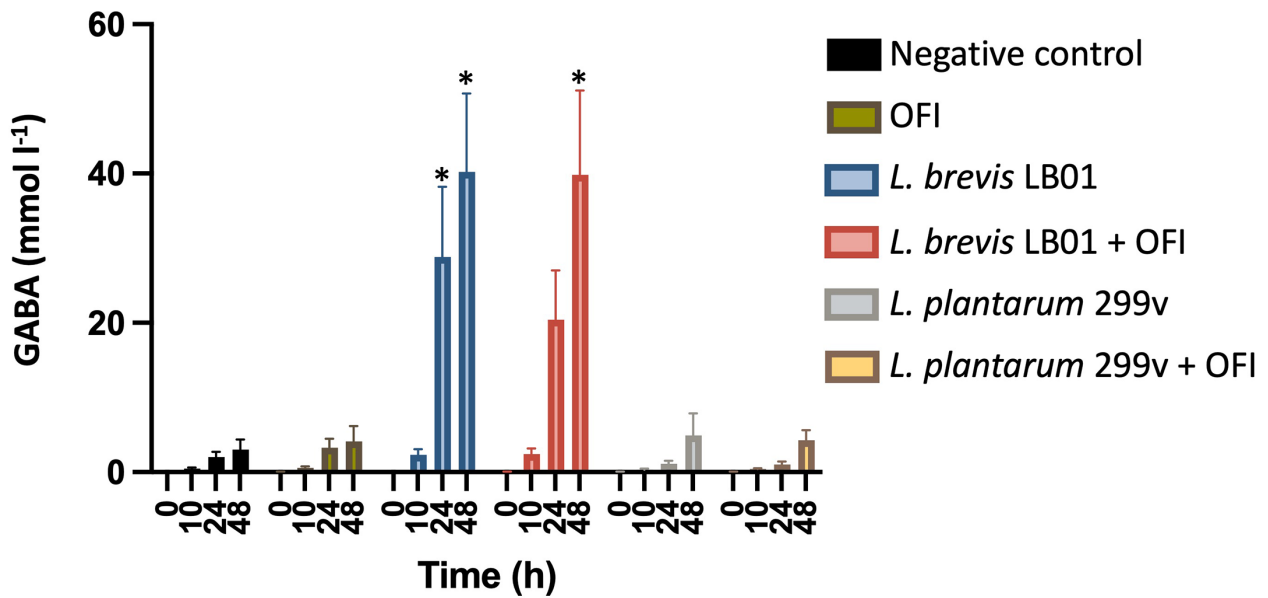 60
40
20
0
GABA (mmol l-1)
* * *
0 10 24 48 0 10 24 48 0 10 24 48 0 10 24 48 0 10 24 48 0 10 24 48
Time (h)
Negative control
OFI
L. brevis LB01
L. brevis LB01 + OFI
L. plantarum 299v
L. plantarum 299v + OFI